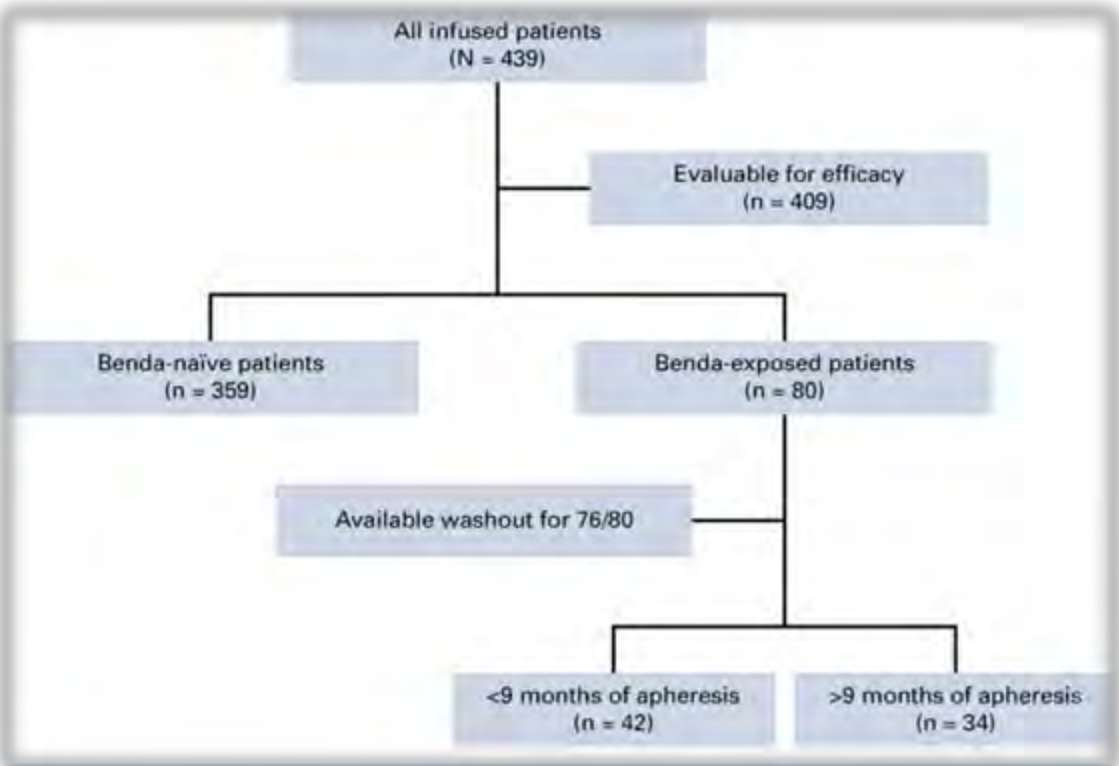 All infused patients
(N = 439)
Evaluable for efficacy
(n = 409)
Benda-naïve patients
(n = 359)
Benda-exposed patients
(n = 80)
Available washout for 76/80
<9 months of apheresis
(n = 42)
>9 months of apheresis
(n = 34)